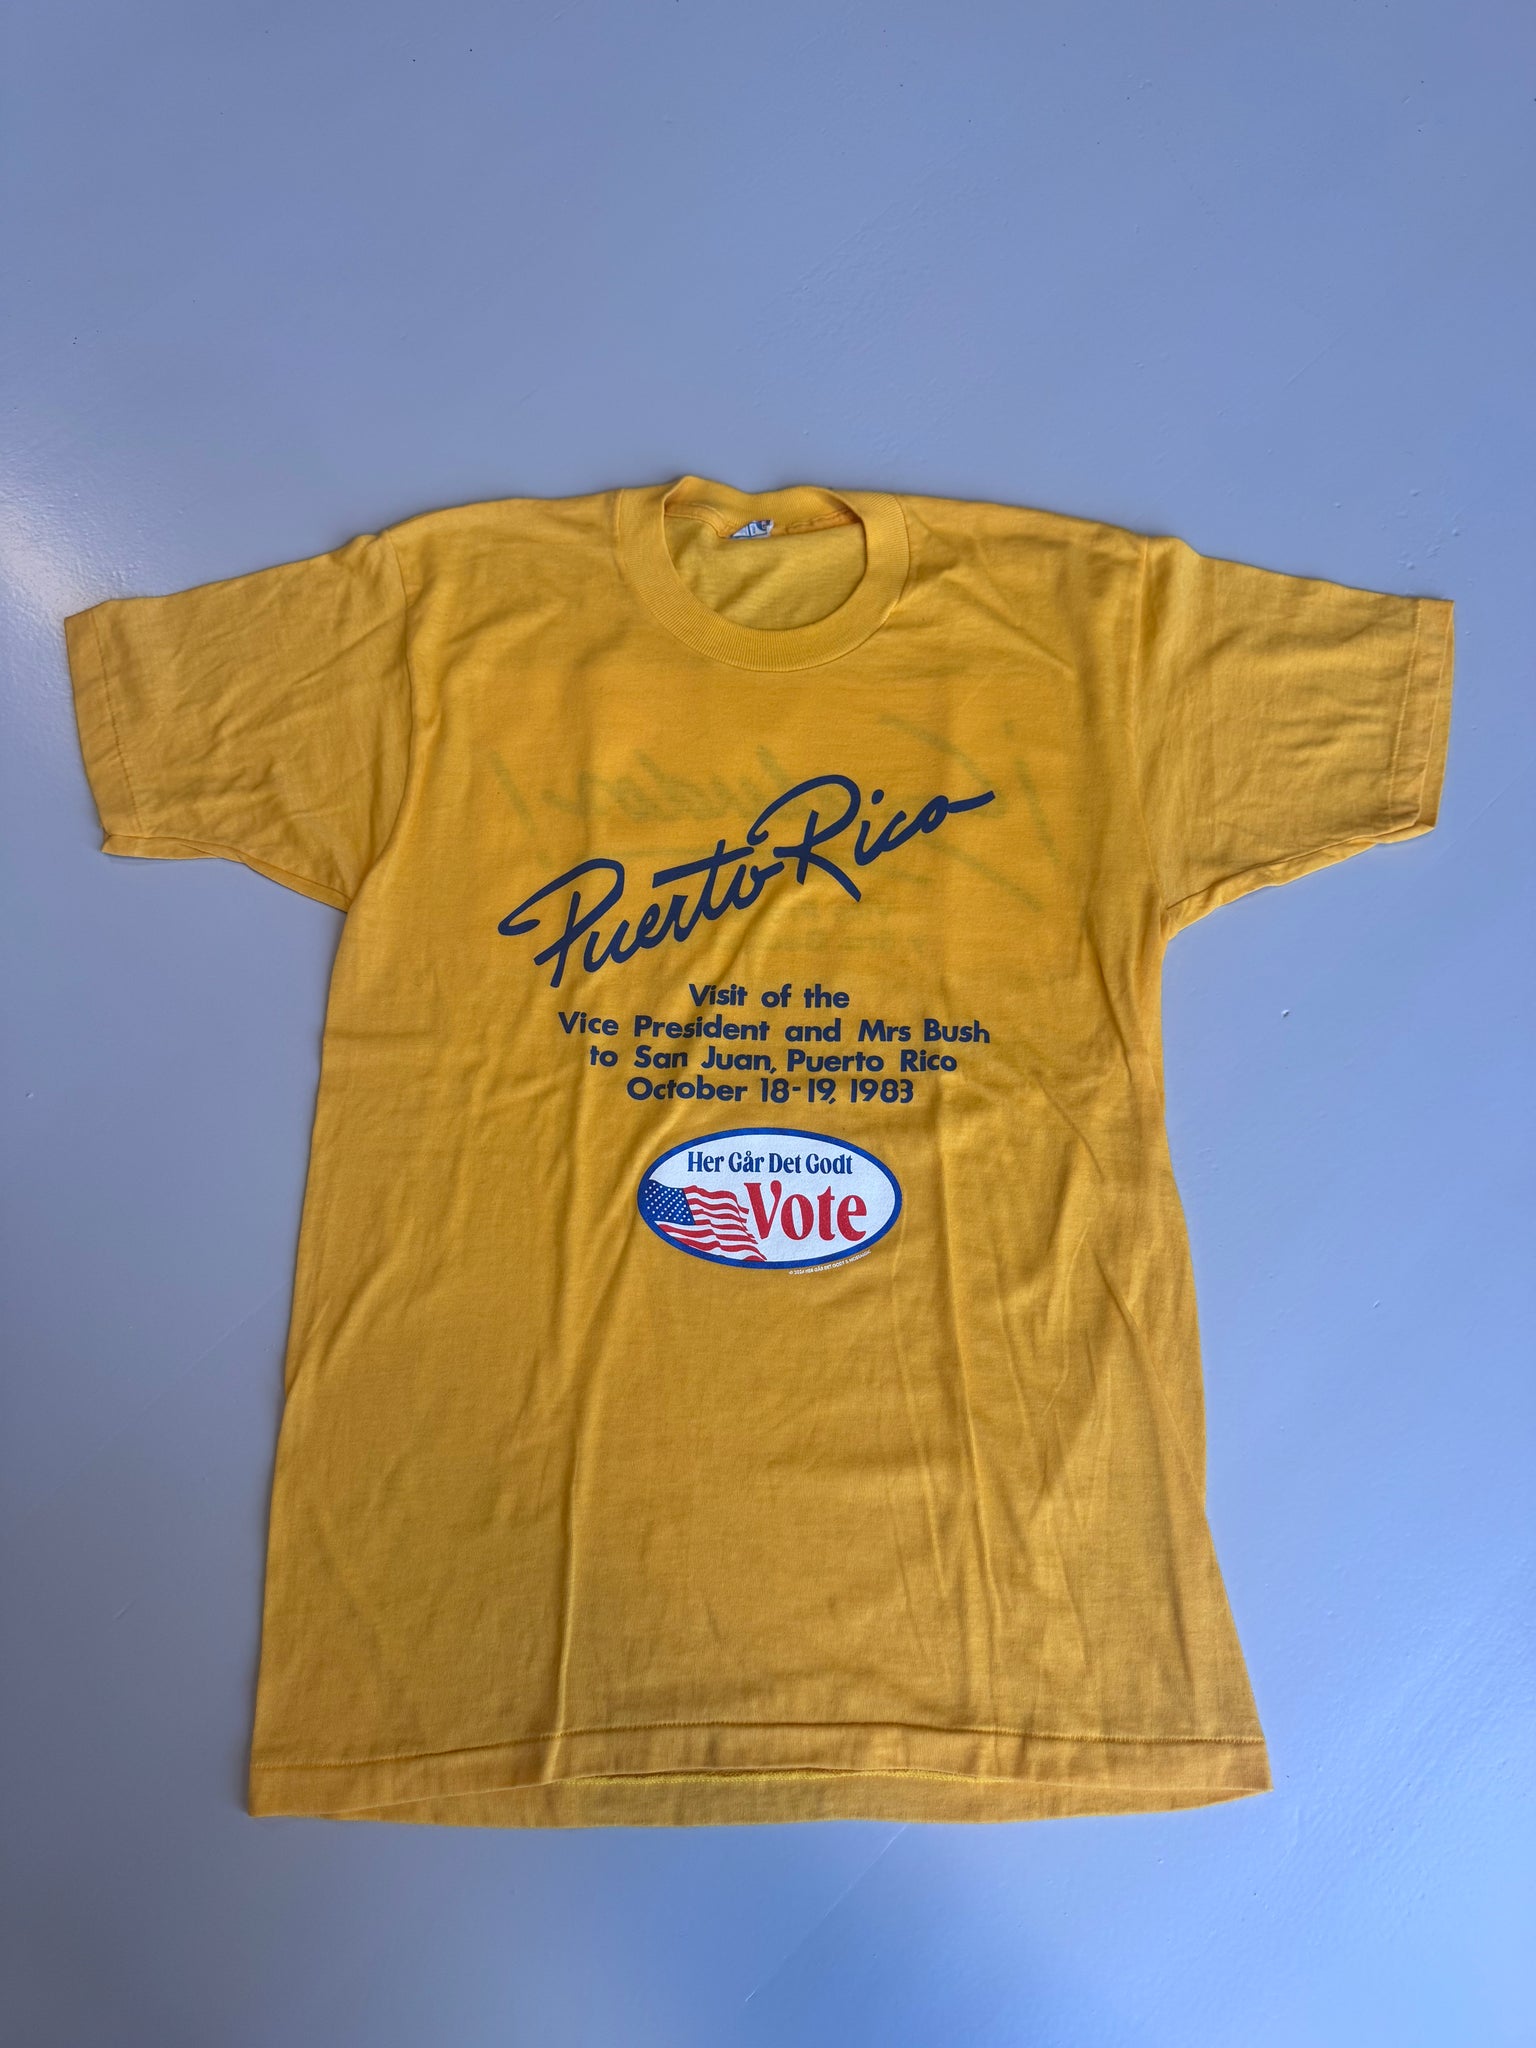 Puerto Rico
Visit of the
Vice President and Mrs Bush
to San Juan, Puerto Rico
October 18-19, 1983
Her Går Det Godt
Vote